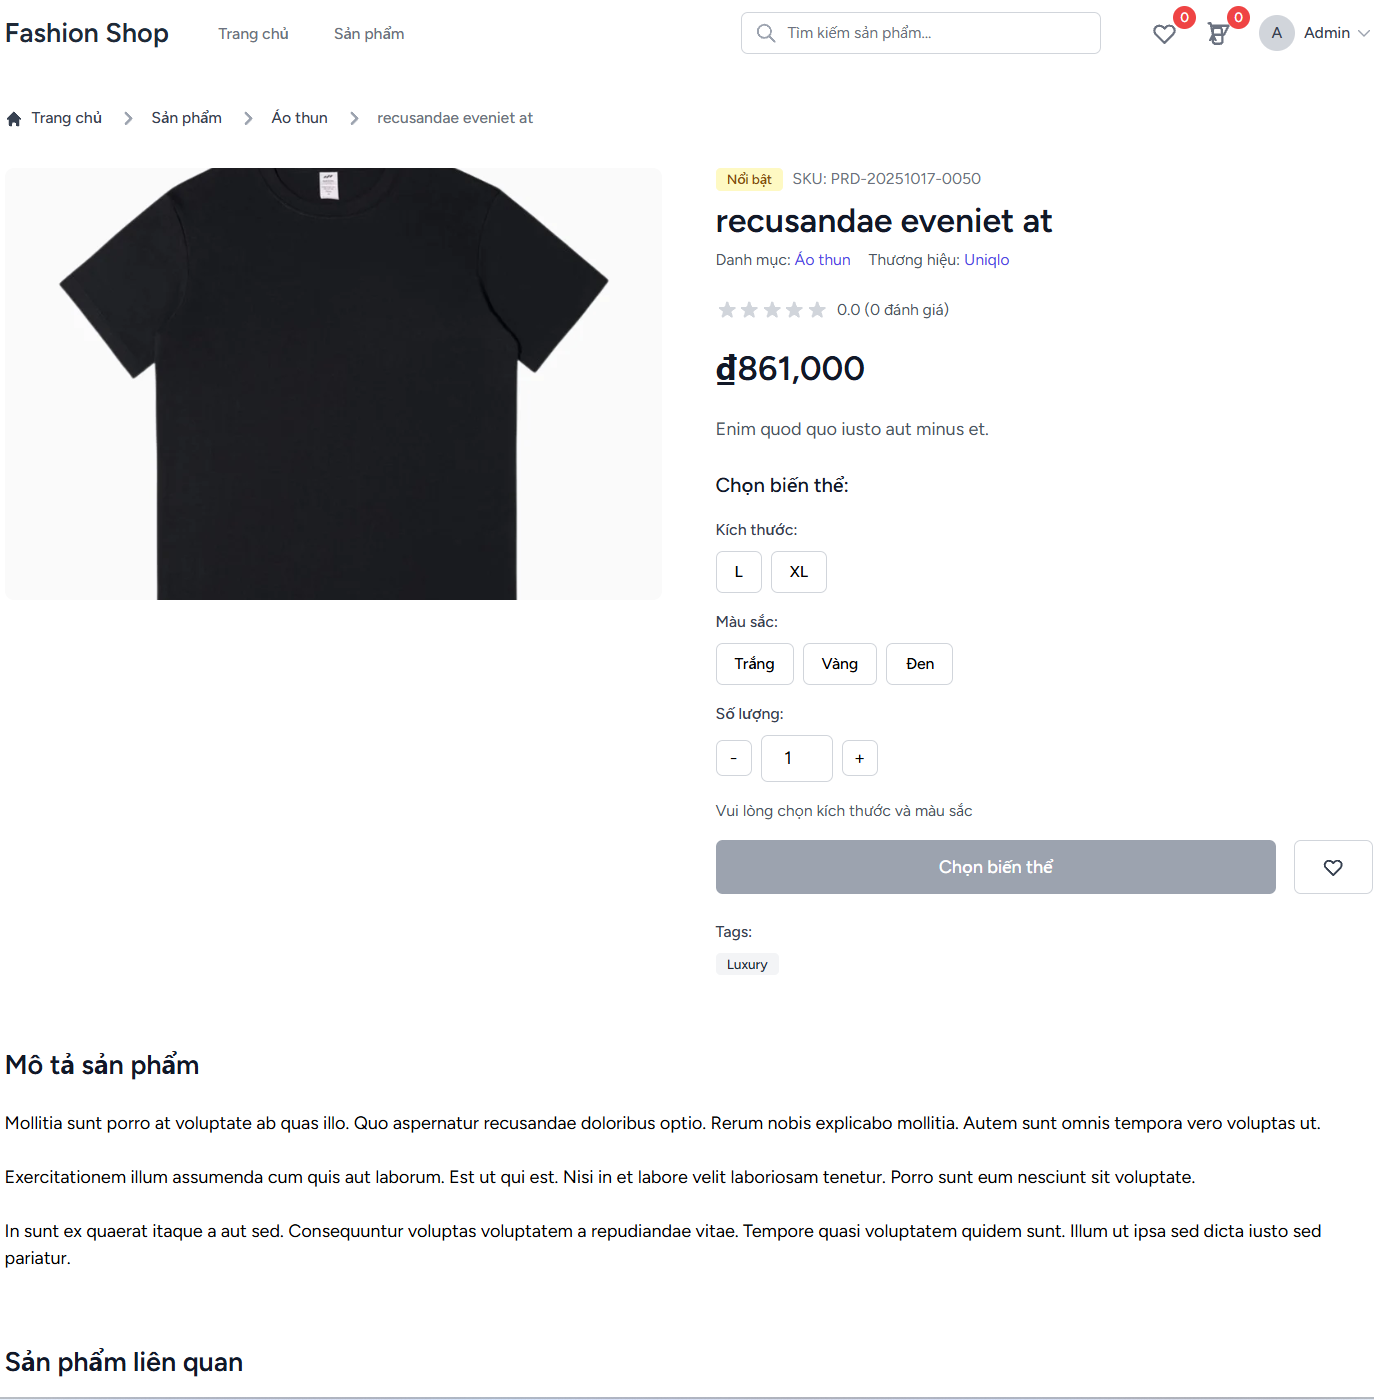 Fashion Shop
Trang chủ
Sản phẩm
Tìm kiếm sản phẩm...
0
0
A
Admin
Trang chủ
Sản phẩm
Áo thun
recusandae eveniet at
Nổi bật
SKU: PRD-20251017-0050
recusandae eveniet at
Danh mục: Áo thun
Thương hiệu: Uniqlo
0.0 (0 đánh giá)
₫861,000
Enim quod quo iusto aut minus et.
Chọn biến thể:
Kích thước:
L
XL
Màu sắc:
Trắng
Vàng
Đen
Số lượng:
-
1
+
Vui lòng chọn kích thước và màu sắc
Chọn biến thể
Tags:
Luxury
Mô tả sản phẩm
Mollitia sunt porro at voluptate ab quas illo. Quo aspernatur recusandae doloribus optio. Rerum nobis explicabo mollitia. Autem sunt omnis tempora vero voluptas ut.
Exercitationem illum assumenda cum quis aut laborum. Est ut qui est. Nisi in et labore velit laboriosam tenetur. Porro sunt eum nesciunt sit voluptate.
In sunt ex quaerat itaque a aut sed. Consequuntur voluptas voluptatem a repudiandae vitae. Tempore quasi voluptatem quidem sunt. Illum ut ipsa sed dicta iusto sed
pariatur.
Sản phẩm liên quan